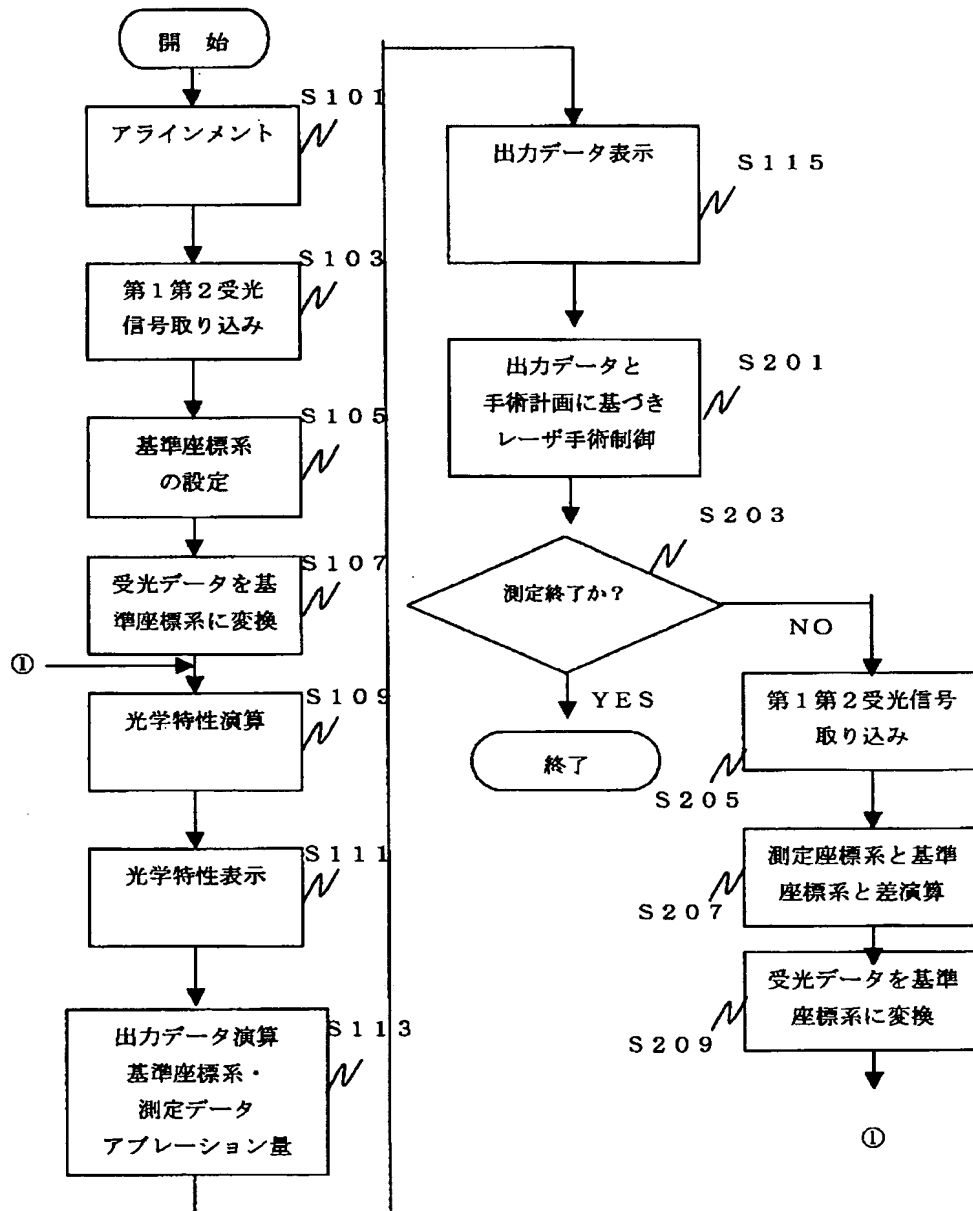 開 始
S101
アラインメント
S103
第1第2受光
信号取り込み
S105
基準座標系
の設定
S107
受光データを基
準座標系に変換
①
S109
光学特性演算
S111
光学特性表示
S113
出力データ演算
基準座標系・
測定データ
アブレーション量
出力データ表示
S115
出力データと
手術計画に基づき
レーザ手術制御
S201
S203
測定終了か？
NO
YES
終了
第1第2受光信号
取り込み
S205
測定座標系と基準
座標系と差演算
S207
受光データを基準
座標系に変換
S209
①